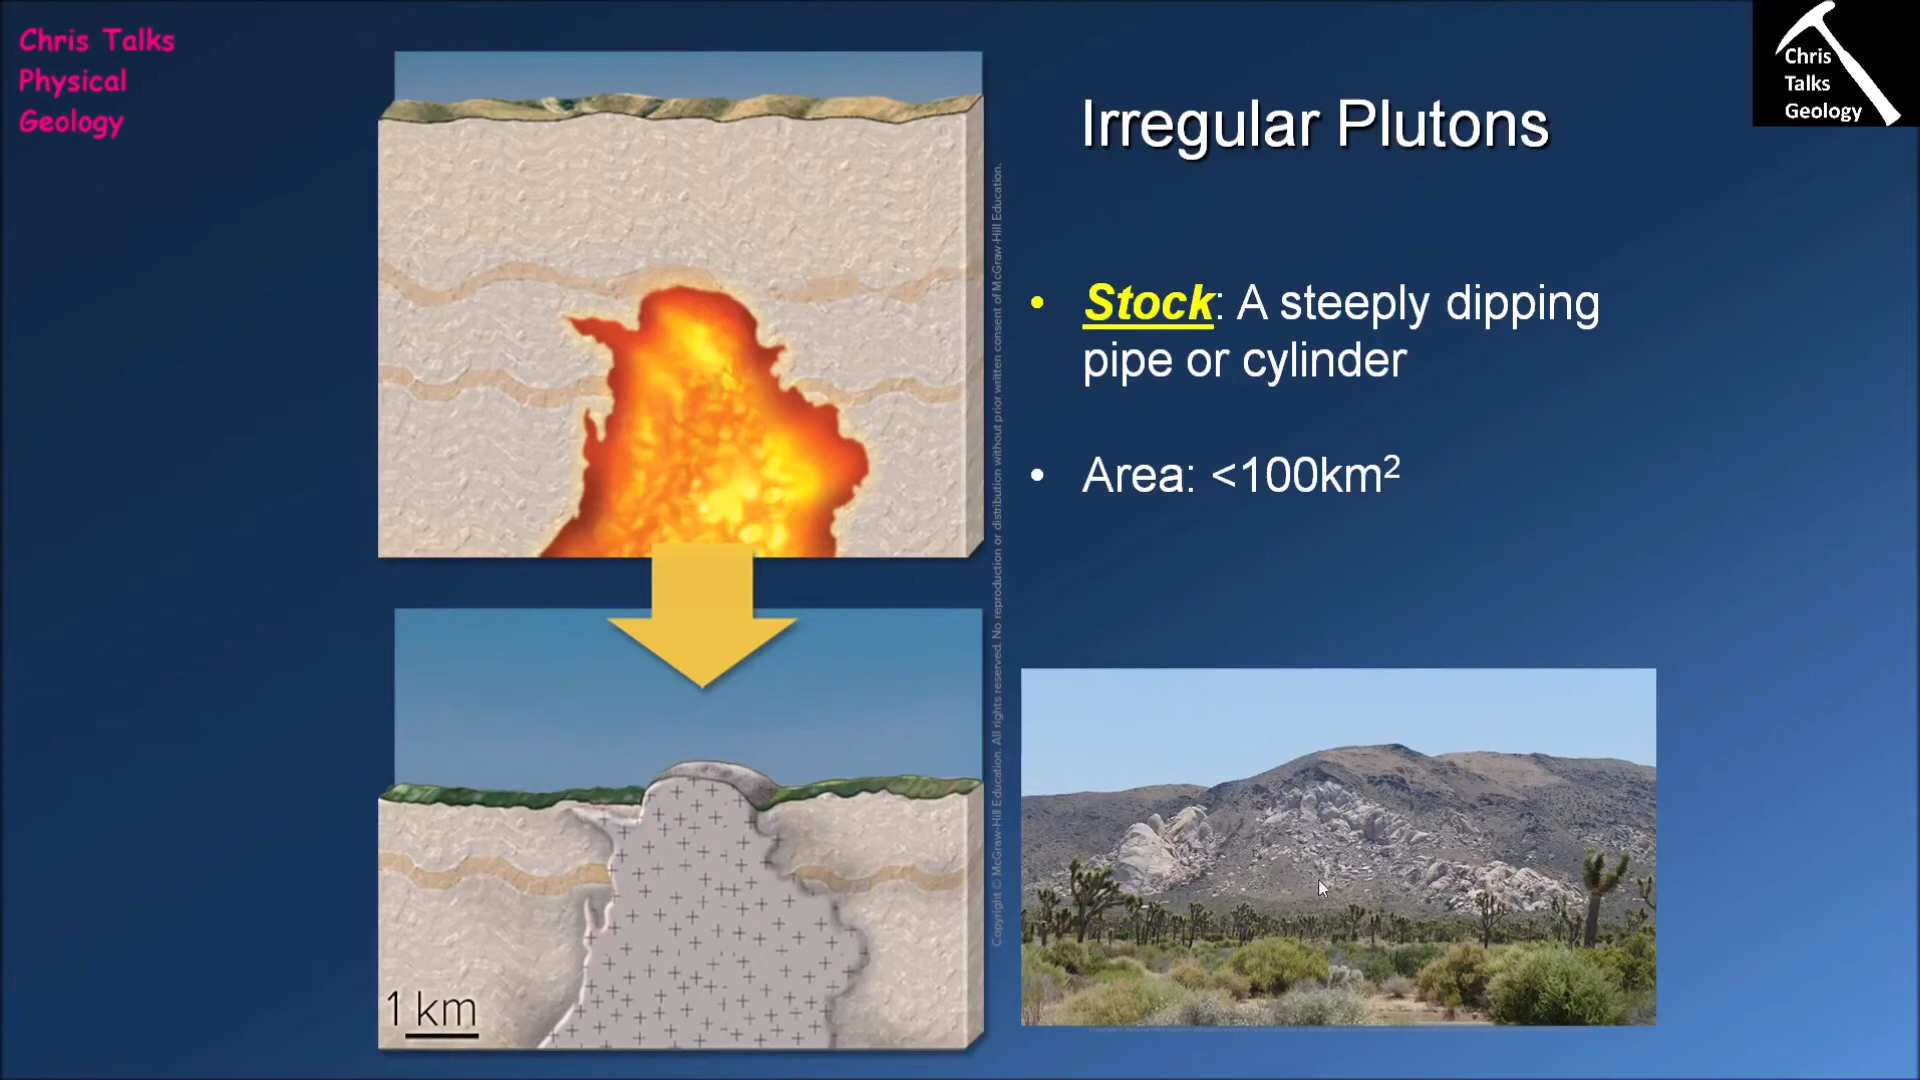 Chris Talks
Physical
Geology
Chris
Talks
Geology
Irregular Plutons
• Stock: A steeply dipping
pipe or cylinder
• Area: <100km²
Copyright © McGraw-Hill Education. All rights reserved. No reproduction or distribution without prior written consent of McGraw-Hill Education.
1 km